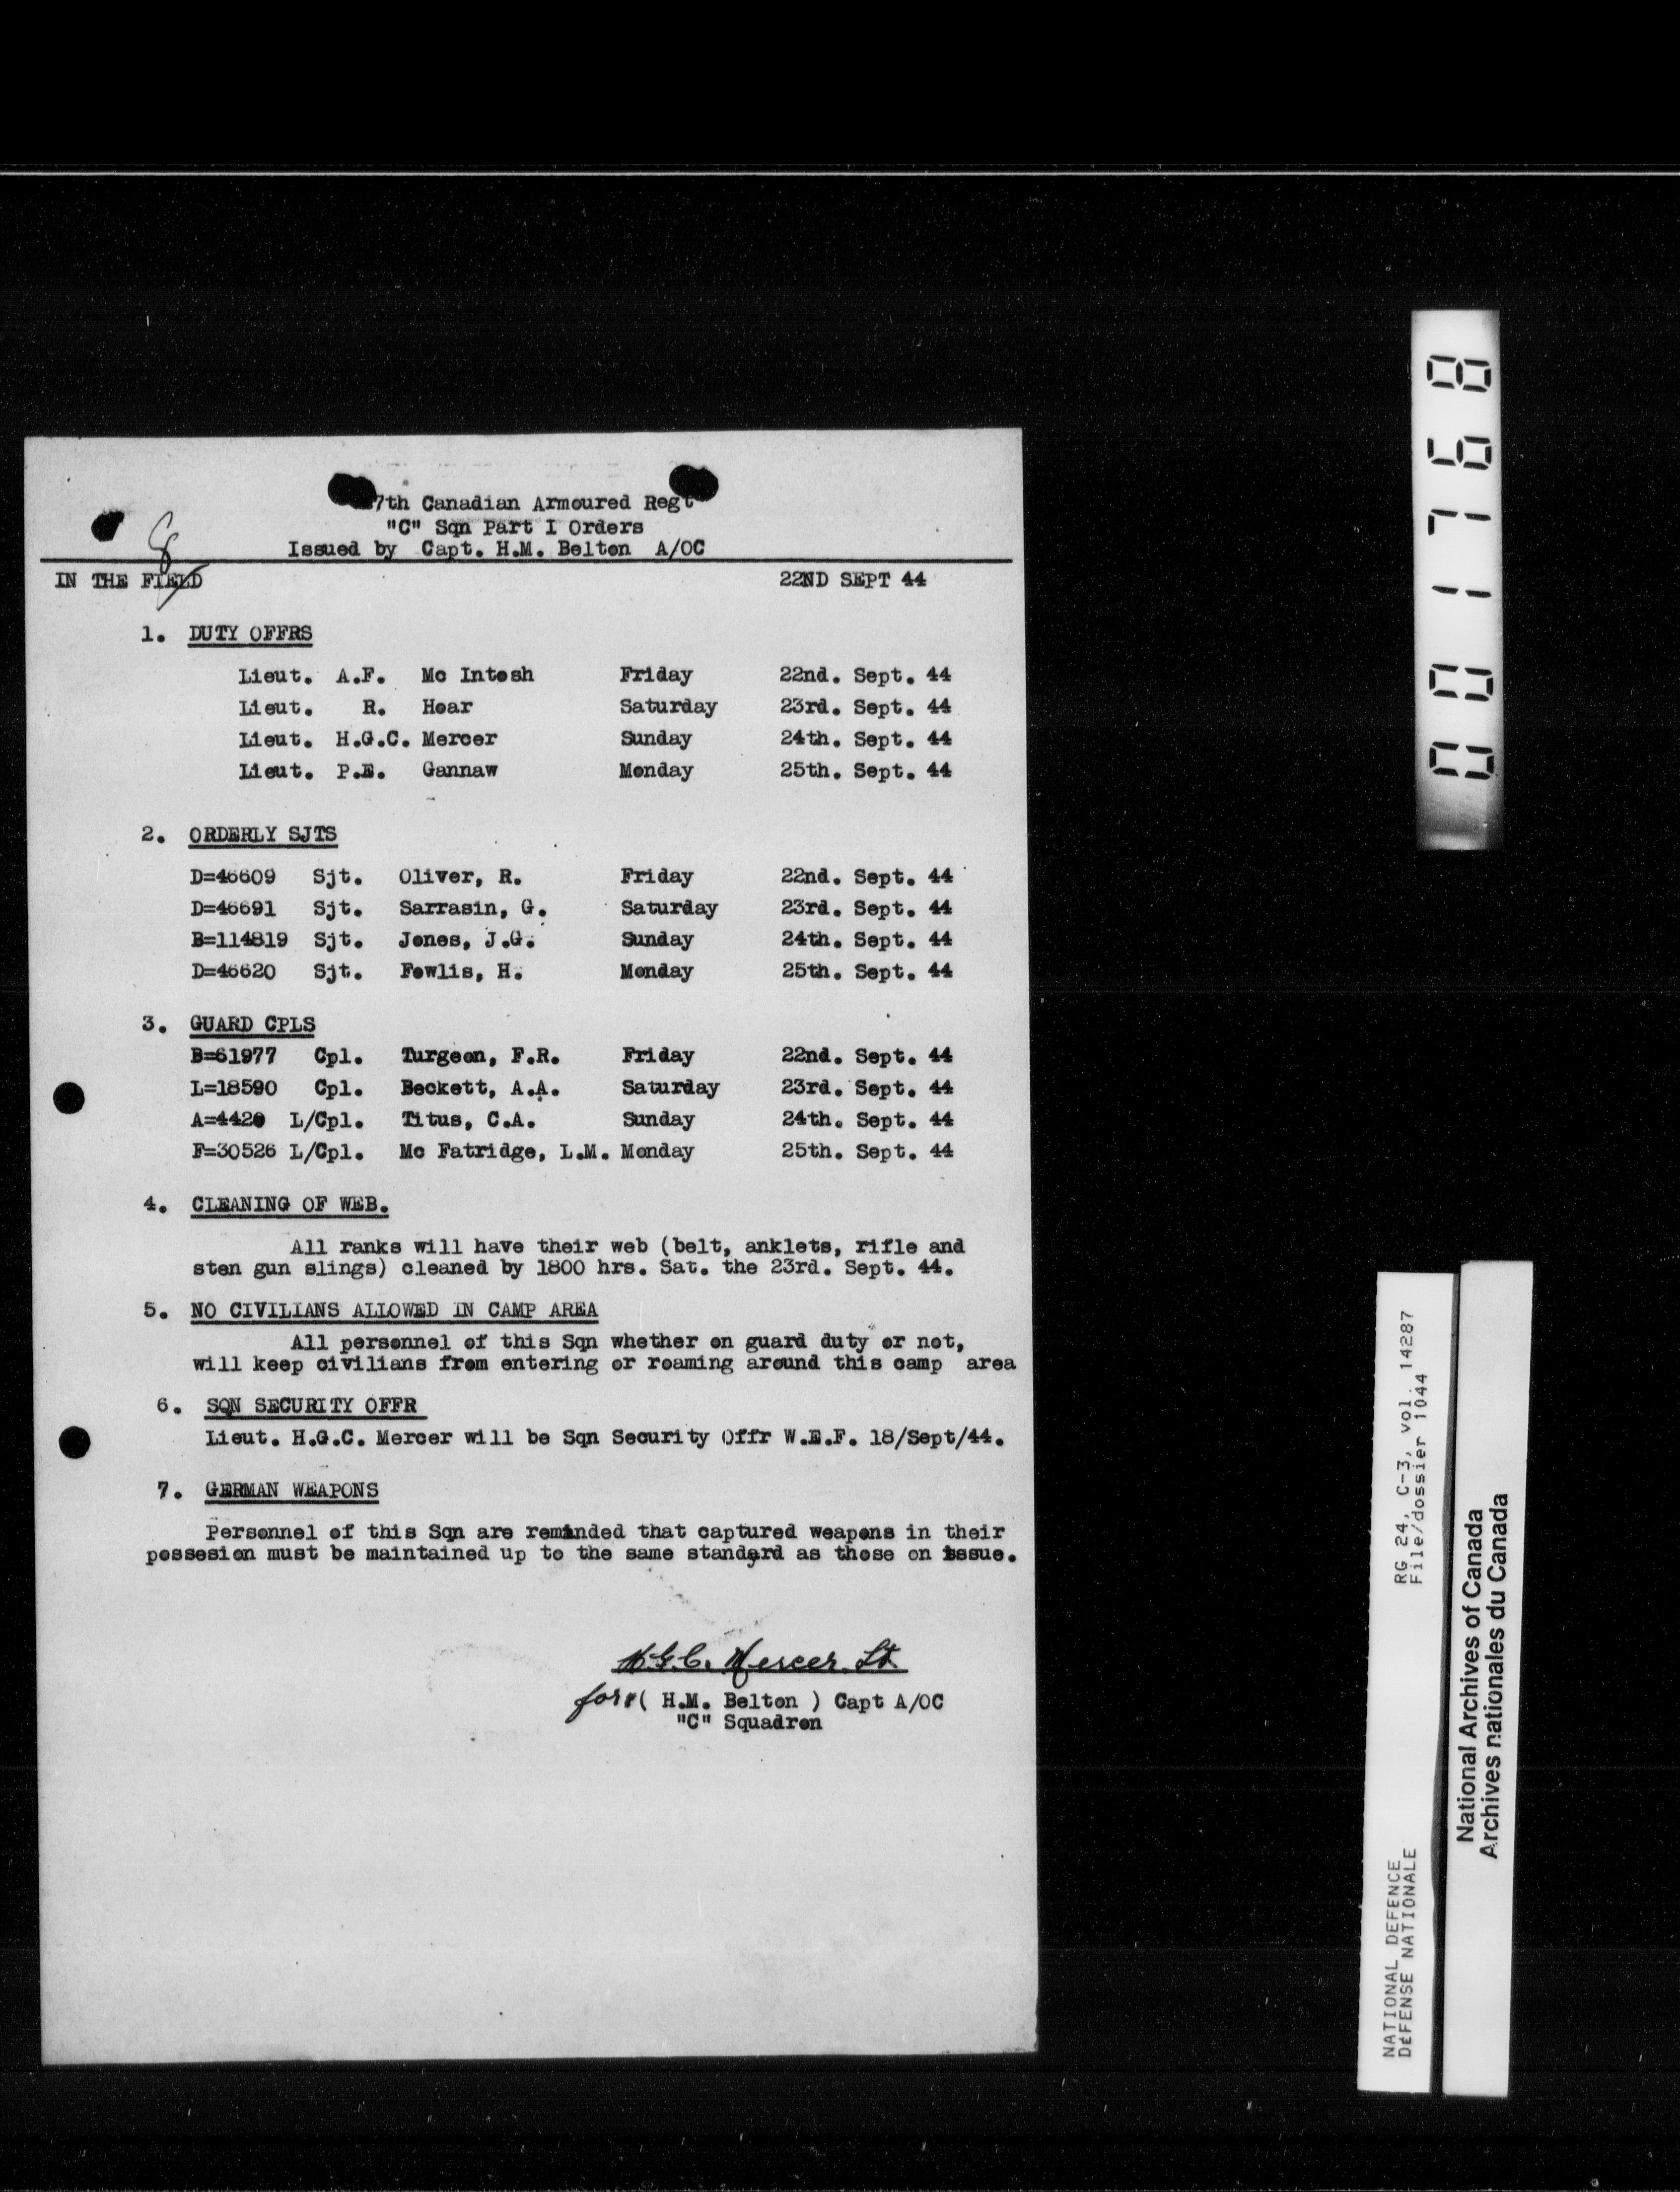 7th Canadian Armoured Regt
"C" Sqn Part I Orders
Issued by Capt. H.M. Belton A/OC
8
IN THE FIELD 22ND SEPT 44
1. DUTY OFFRS
Lieut. A.F. Mc Intosh Friday 22nd. Sept. 44
Lieut. R. Hoar Saturday 23rd. Sept. 44
Lieut. H.G.C. Mercer Sunday 24th. Sept. 44
Lieut. P.E. Gannaw Monday 25th. Sept. 44
2. ORDERLY SJTS
D=46609 Sjt. Oliver, R. Friday 22nd. Sept. 44
D=46691 Sjt. Sarrasin, G. Saturday 23rd. Sept. 44
B=114819 Sjt. Jones, J.G. Sunday 24th. Sept. 44
D=46620 Sjt. Fowlis, H. Monday 25th. Sept. 44
3. GUARD CPLS
B=61977 Cpl. Turgeon, F.R. Friday 22nd. Sept. 44
L=18590 Cpl. Beckett, A.A. Saturday 23rd. Sept. 44
A=4420 L/Cpl. Titus, C.A. Sunday 24th. Sept. 44
F=30526 L/Cpl. Mc Fatridge, L.M. Monday 25th. Sept. 44
4. CLEANING OF WEB.
All ranks will have their web (belt, anklets, rifle and
sten gun slings) cleaned by 1800 hrs. Sat. the 23rd. Sept. 44.
5. NO CIVILIANS ALLOWED IN CAMP AREA
All personnel of this Sqn whether on guard duty or not,
will keep civilians from entering or roaming around this camp area
6. SQN SECURITY OFFR
Lieut. H.G.C. Mercer will be Sqn Security Offr W.E.F. 18/Sept/44.
7. GERMAN WEAPONS
Personnel of this Sqn are reminded that captured weapons in their
possesion must be maintained up to the same standard as those on issue.
H.G.C. Mercer Lt.
for ( H.M. Belton ) Capt A/OC
"C" Squadron
001768
RG 24, C-3, vol. 14287
File/dossier 1044
NATIONAL DEFENCE
DÉFENSE NATIONALE
National Archives of Canada
Archives nationales du Canada